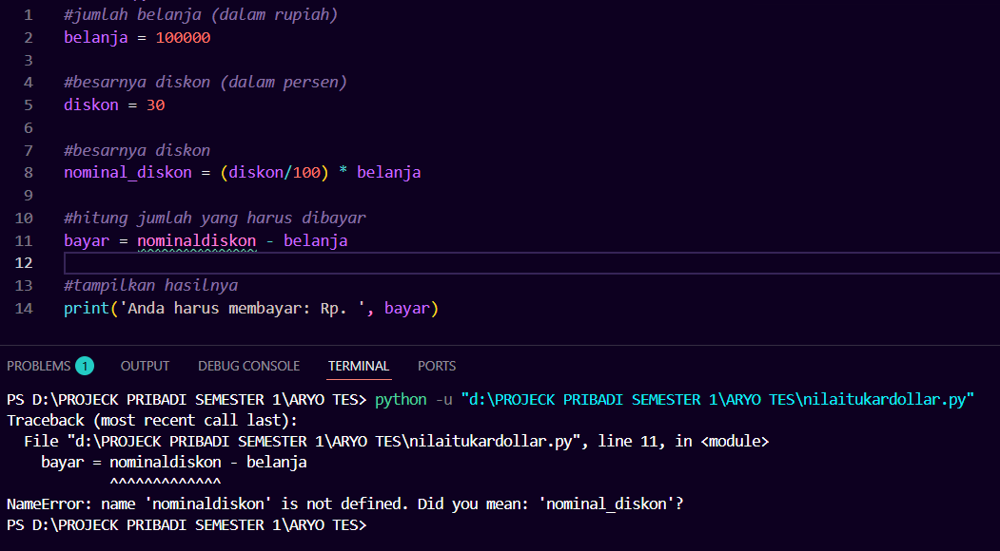 1 #jumlah belanja (dalam rupiah)
2 belanja = 100000
3
4 #besarnya diskon (dalam persen)
5 diskon = 30
6
7 #besarnya diskon
8 nominal_diskon = (diskon/100) * belanja
9
10 #hitung jumlah yang harus dibayar
11 bayar = nominaldiskon - belanja
12
13 #tampilkan hasilnya
14 print('Anda harus membayar: Rp. ', bayar)
PROBLEMS 1 OUTPUT DEBUG CONSOLE TERMINAL PORTS
PS D:\PROJECK PRIBADI SEMESTER 1\ARYO TES> python -u "d:\PROJECK PRIBADI SEMESTER 1\ARYO TES\nilaitukardollar.py"
Traceback (most recent call last):
  File "d:\PROJECK PRIBADI SEMESTER 1\ARYO TES\nilaitukardollar.py", line 11, in <module>
    bayar = nominaldiskon - belanja
            ^^^^^^^^^^^^^
NameError: name 'nominaldiskon' is not defined. Did you mean: 'nominal_diskon'?
PS D:\PROJECK PRIBADI SEMESTER 1\ARYO TES>